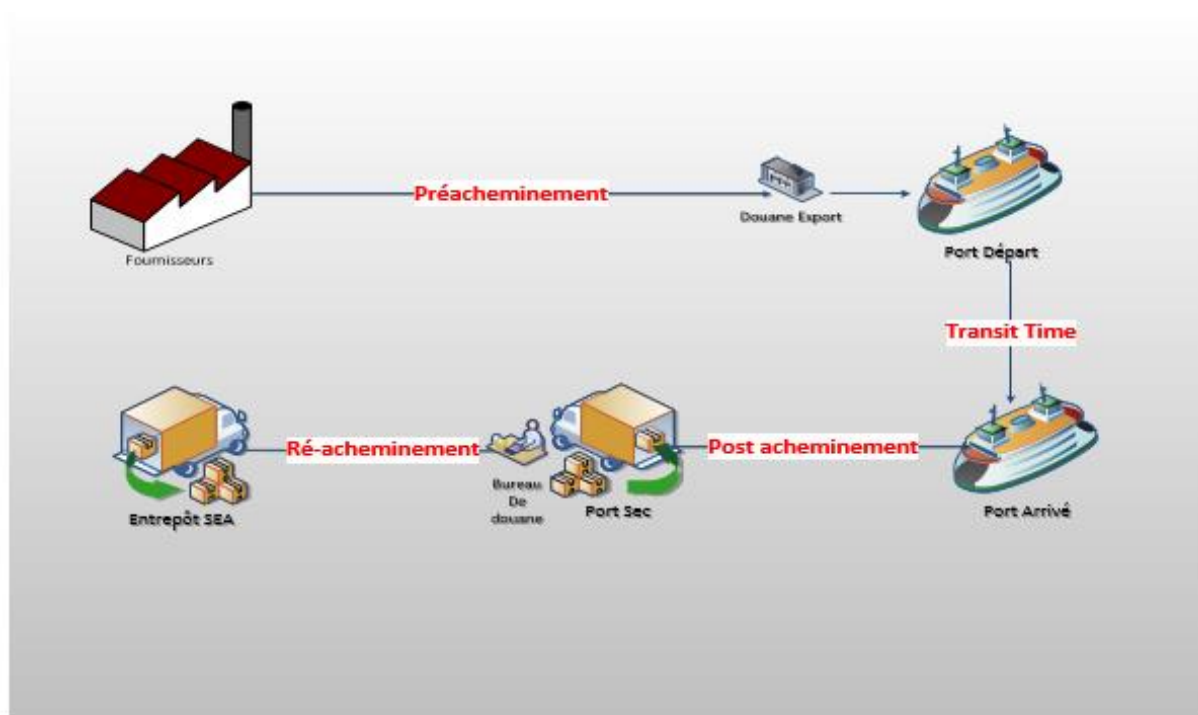 Préacheminement
Douane Export
Fournisseurs
Port Départ
Transit Time
Ré-acheminement
Post acheminement
Bureau
De
douane
Entrepôt SEA
Port Sec
Port Arrivé